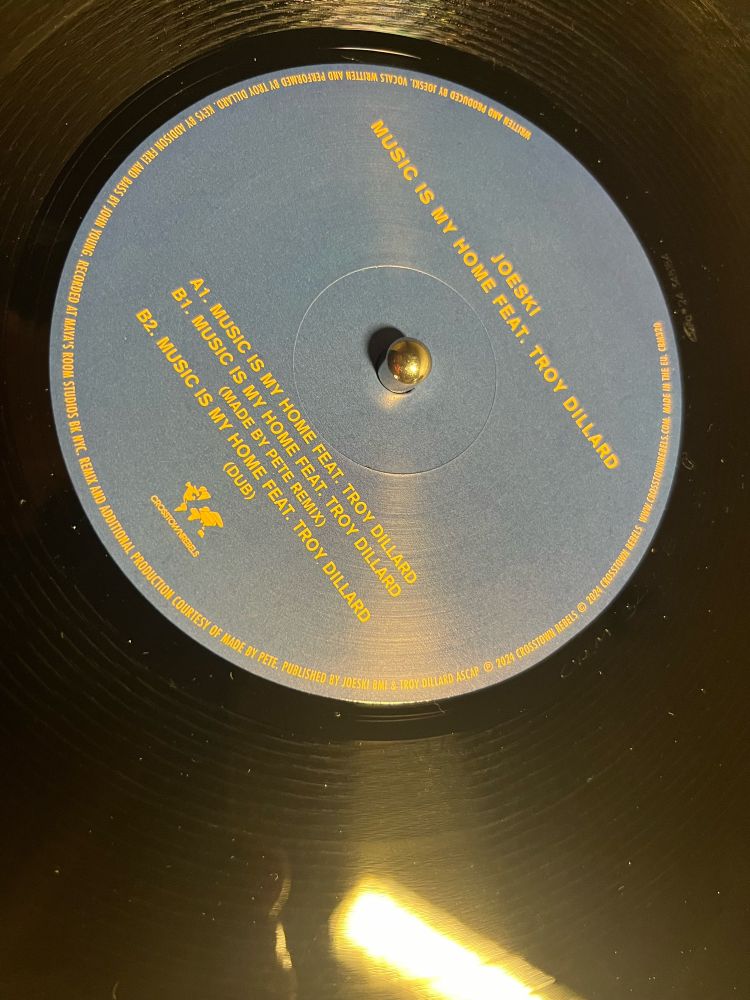 JOESKI
MUSIC IS MY HOME FEAT. TROY DILLARD
A1. MUSIC IS MY HOME FEAT. TROY DILLARD
B1. MUSIC IS MY HOME FEAT. TROY DILLARD
(MADE BY PETE REMIX)
B2. MUSIC IS MY HOME FEAT. TROY DILLARD
(DUB)
CROSSTOWNREBELS
WRITTEN AND PRODUCED BY JOESKI. VOCALS WRITTEN AND PERFORMED BY TROY DILLARD. KEYS BY ADDISON FREI AND BASS BY JOHN YOUNG. RECORDED AT MAYA'S ROOM STUDIOS BK NYC. REMIX AND ADDITIONAL PRODUCTION COURTESY OF MADE BY PETE. PUBLISHED BY JOESKI BMI & TROY DILLARD ASCAP ℗ 2024 CROSSTOWN REBELS © 2024 CROSSTOWN REBELS WWW.CROSSTOWNREBELS.COM. MADE IN THE EU. CRM320